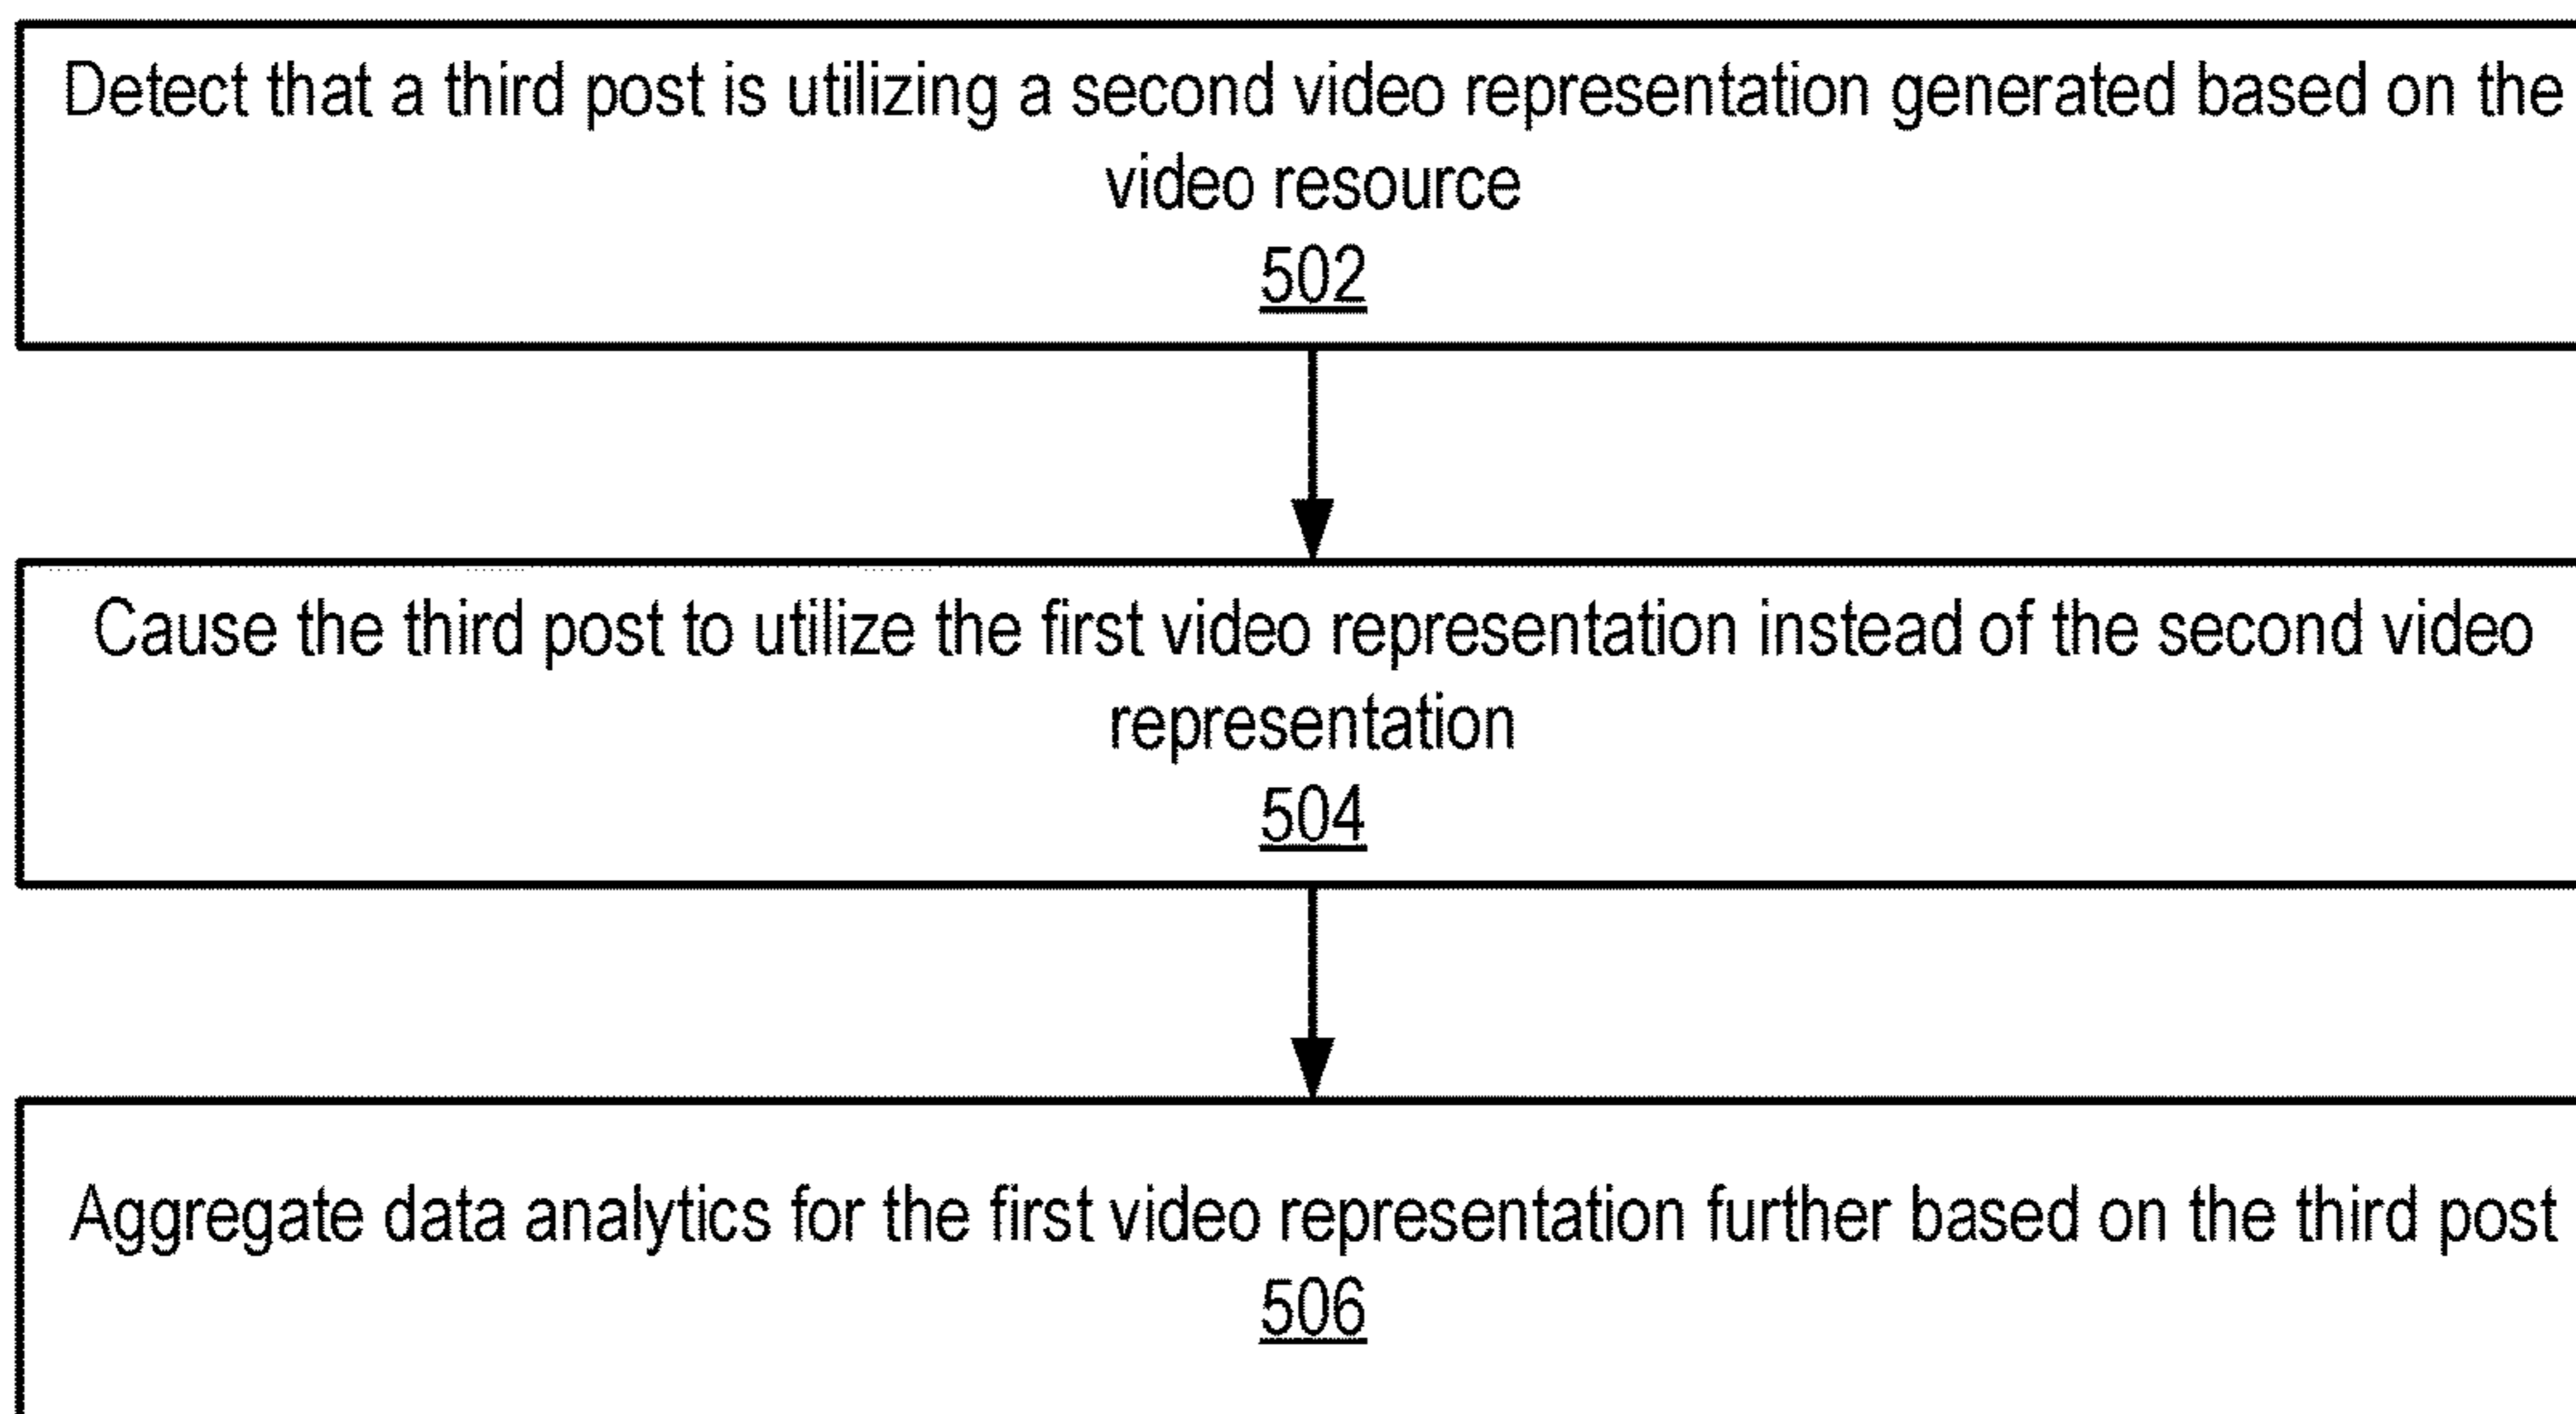 Detect that a third post is utilizing a second video representation generated based on the
video resource
502
Cause the third post to utilize the first video representation instead of the second video
representation
504
Aggregate data analytics for the first video representation further based on the third post
506